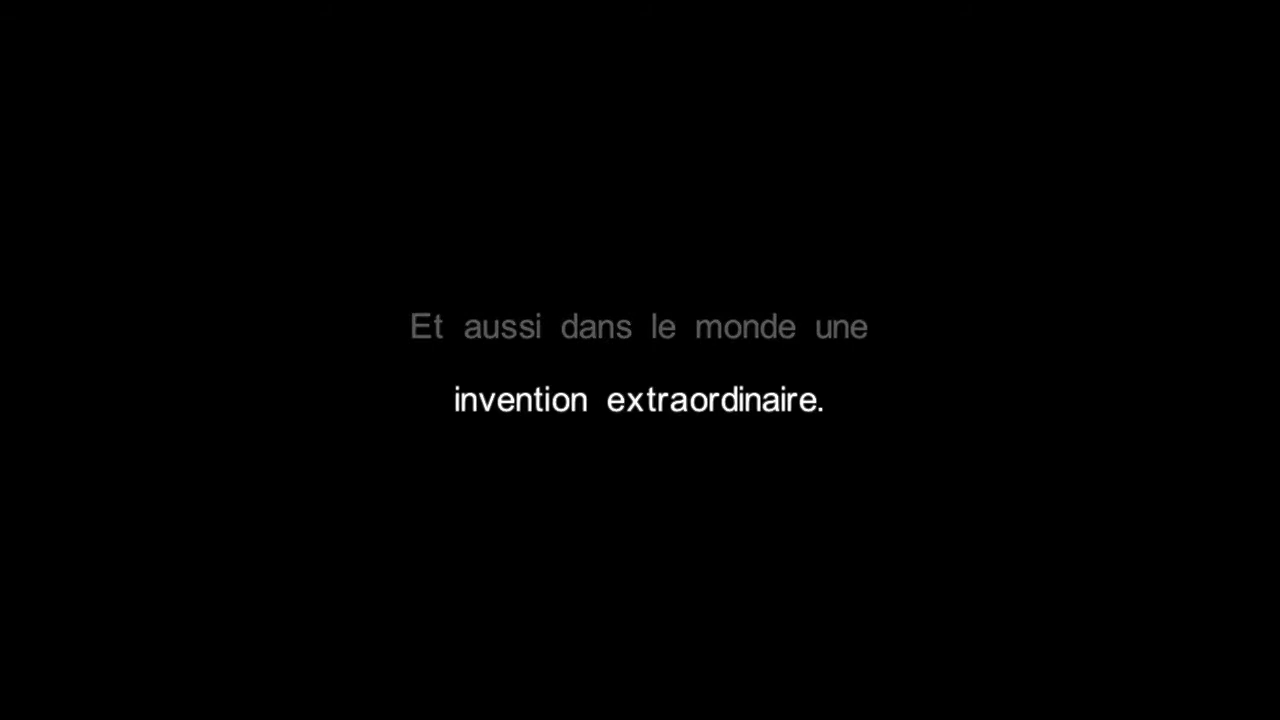 Et aussi dans le monde une
invention extraordinaire.